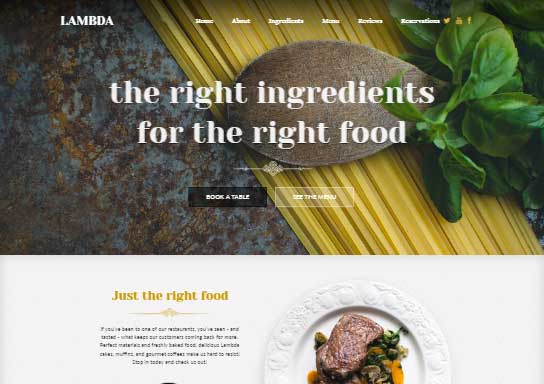 LAMBDA
Home About Ingredients Menu Reviews Reservations
the right ingredients
for the right food
BOOK A TABLE SEE THE MENU
Just the right food
If you've been to one of our restaurants, you've seen - and
tasted - what keeps our customers coming back for more.
Perfect materials and freshly baked food, delicious Lambda
cakes, muffins, and gourmet coffees make us hard to resist!
Stop in today and check us out!